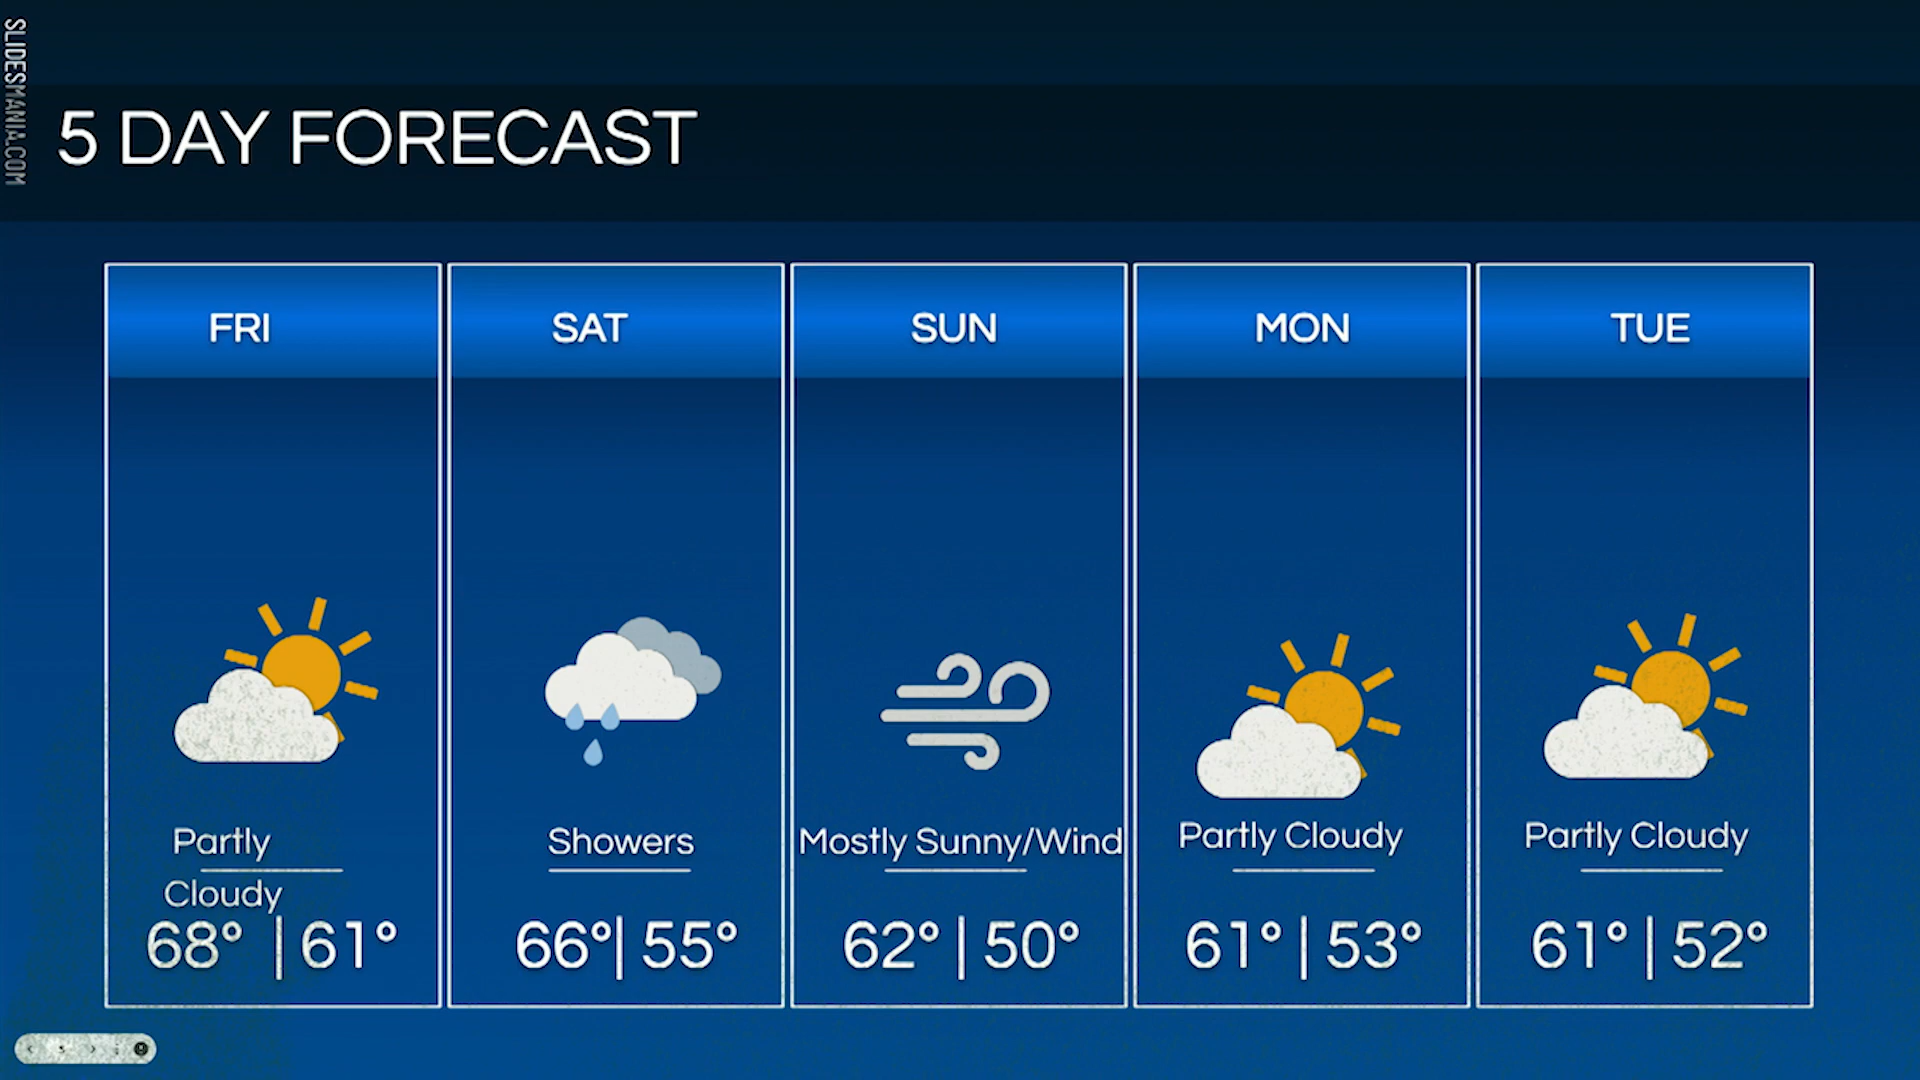 SLIDESMANIA.COM
5 DAY FORECAST
FRI
Partly
Cloudy
68° | 61°
SAT
Showers
66°| 55°
SUN
Mostly Sunny/Wind
62° | 50°
MON
Partly Cloudy
61° | 53°
TUE
Partly Cloudy
61° | 52°